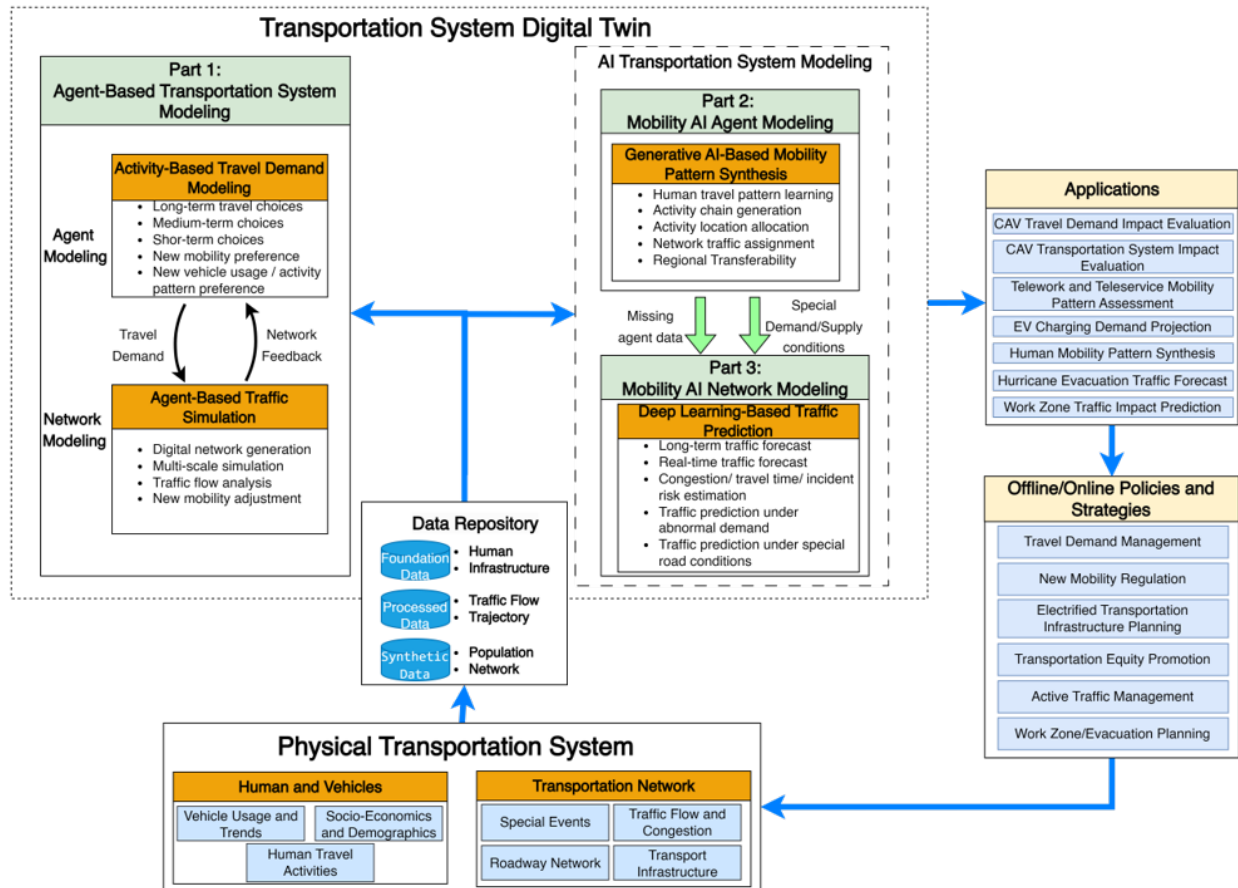 Transportation System Digital Twin
Part 1:
Agent-Based Transportation System
Modeling
Agent
Modeling
Activity-Based Travel Demand
Modeling
• Long-term travel choices
• Medium-term choices
• Shor-term choices
• New mobility preference
• New vehicle usage / activity
pattern preference
Travel
Demand
Network
Feedback
Network
Modeling
Agent-Based Traffic
Simulation
• Digital network generation
• Multi-scale simulation
• Traffic flow analysis
• New mobility adjustment
AI Transportation System Modeling
Part 2:
Mobility AI Agent Modeling
Generative AI-Based Mobility
Pattern Synthesis
• Human travel pattern learning
• Activity chain generation
• Activity location allocation
• Network traffic assignment
• Regional Transferability
Missing
agent data
Special
Demand/Supply
conditions
Part 3:
Mobility AI Network Modeling
Deep Learning-Based Traffic
Prediction
• Long-term traffic forecast
• Real-time traffic forecast
• Congestion/ travel time/ incident
risk estimation
• Traffic prediction under
abnormal demand
• Traffic prediction under special
road conditions
Data Repository
Foundation
Data
• Human
• Infrastructure
Processed
Data
• Traffic Flow
• Trajectory
Synthetic
Data
• Population
• Network
Applications
CAV Travel Demand Impact Evaluation
CAV Transportation System Impact
Evaluation
Telework and Teleservice Mobility
Pattern Assessment
EV Charging Demand Projection
Human Mobility Pattern Synthesis
Hurricane Evacuation Traffic Forecast
Work Zone Traffic Impact Prediction
Offline/Online Policies and
Strategies
Travel Demand Management
New Mobility Regulation
Electrified Transportation
Infrastructure Planning
Transportation Equity Promotion
Active Traffic Management
Work Zone/Evacuation Planning
Physical Transportation System
Human and Vehicles
Vehicle Usage and
Trends
Socio-Economics
and Demographics
Human Travel
Activities
Transportation Network
Special Events
Traffic Flow and
Congestion
Roadway Network
Transport
Infrastructure